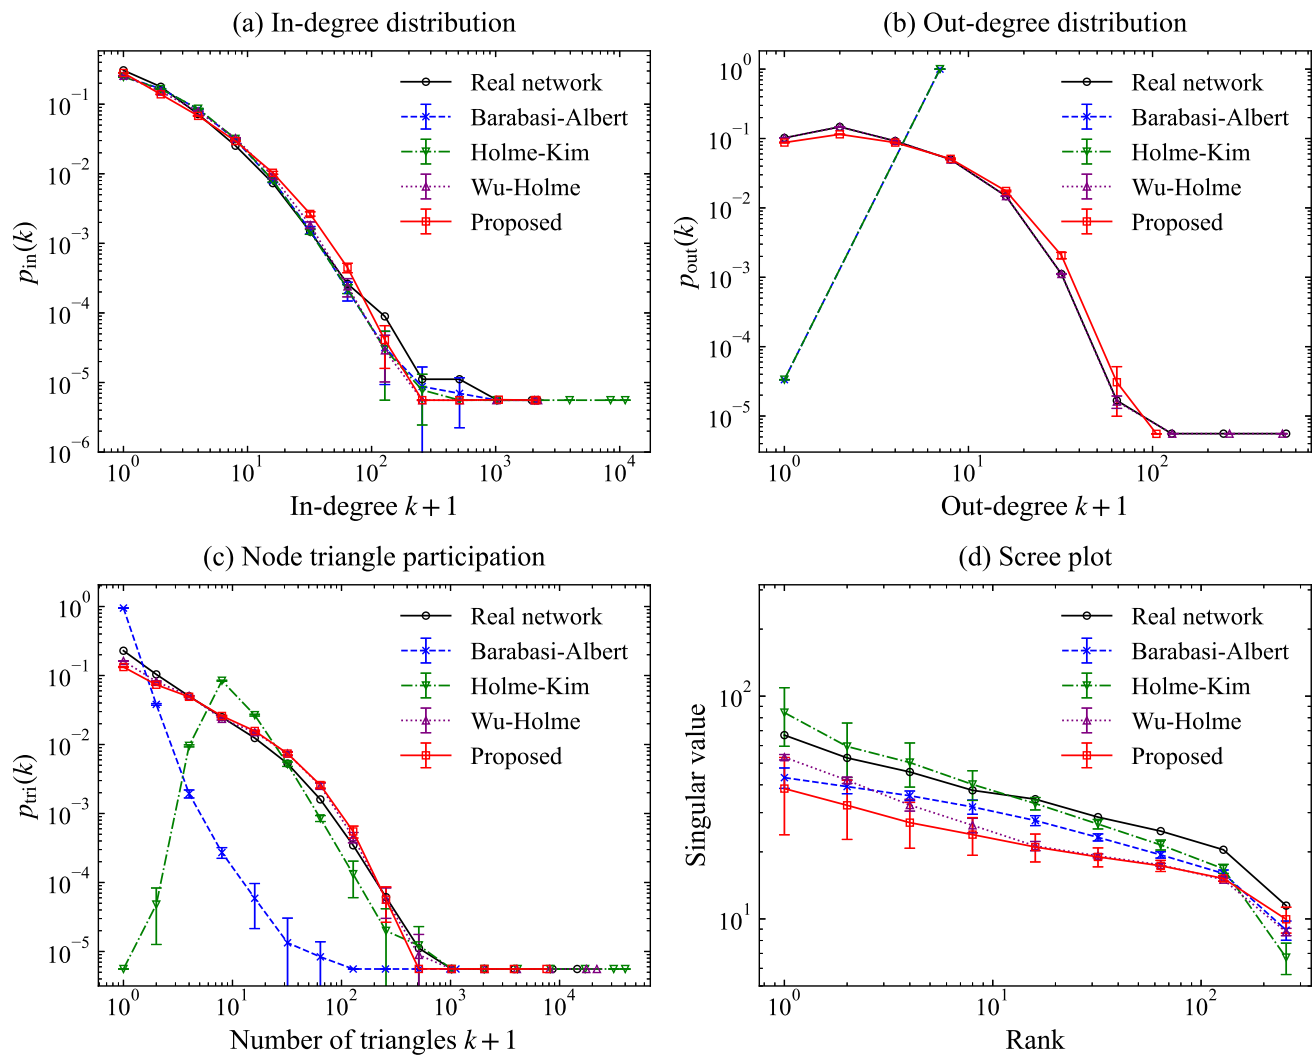 (a) In-degree distribution
10⁻¹
10⁻²
10⁻³
10⁻⁴
10⁻⁵
10⁻⁶
p_in(k)
Real network
Barabasi-Albert
Holme-Kim
Wu-Holme
Proposed
10⁰ 10¹ 10² 10³ 10⁴
In-degree k + 1
(b) Out-degree distribution
10⁰
10⁻¹
10⁻²
10⁻³
10⁻⁴
10⁻⁵
p_out(k)
Real network
Barabasi-Albert
Holme-Kim
Wu-Holme
Proposed
10⁰ 10¹ 10²
Out-degree k + 1
(c) Node triangle participation
10⁰
10⁻¹
10⁻²
10⁻³
10⁻⁴
10⁻⁵
p_tri(k)
Real network
Barabasi-Albert
Holme-Kim
Wu-Holme
Proposed
10⁰ 10¹ 10² 10³ 10⁴
Number of triangles k + 1
(d) Scree plot
10²
10¹
Singular value
Real network
Barabasi-Albert
Holme-Kim
Wu-Holme
Proposed
10⁰ 10¹ 10²
Rank